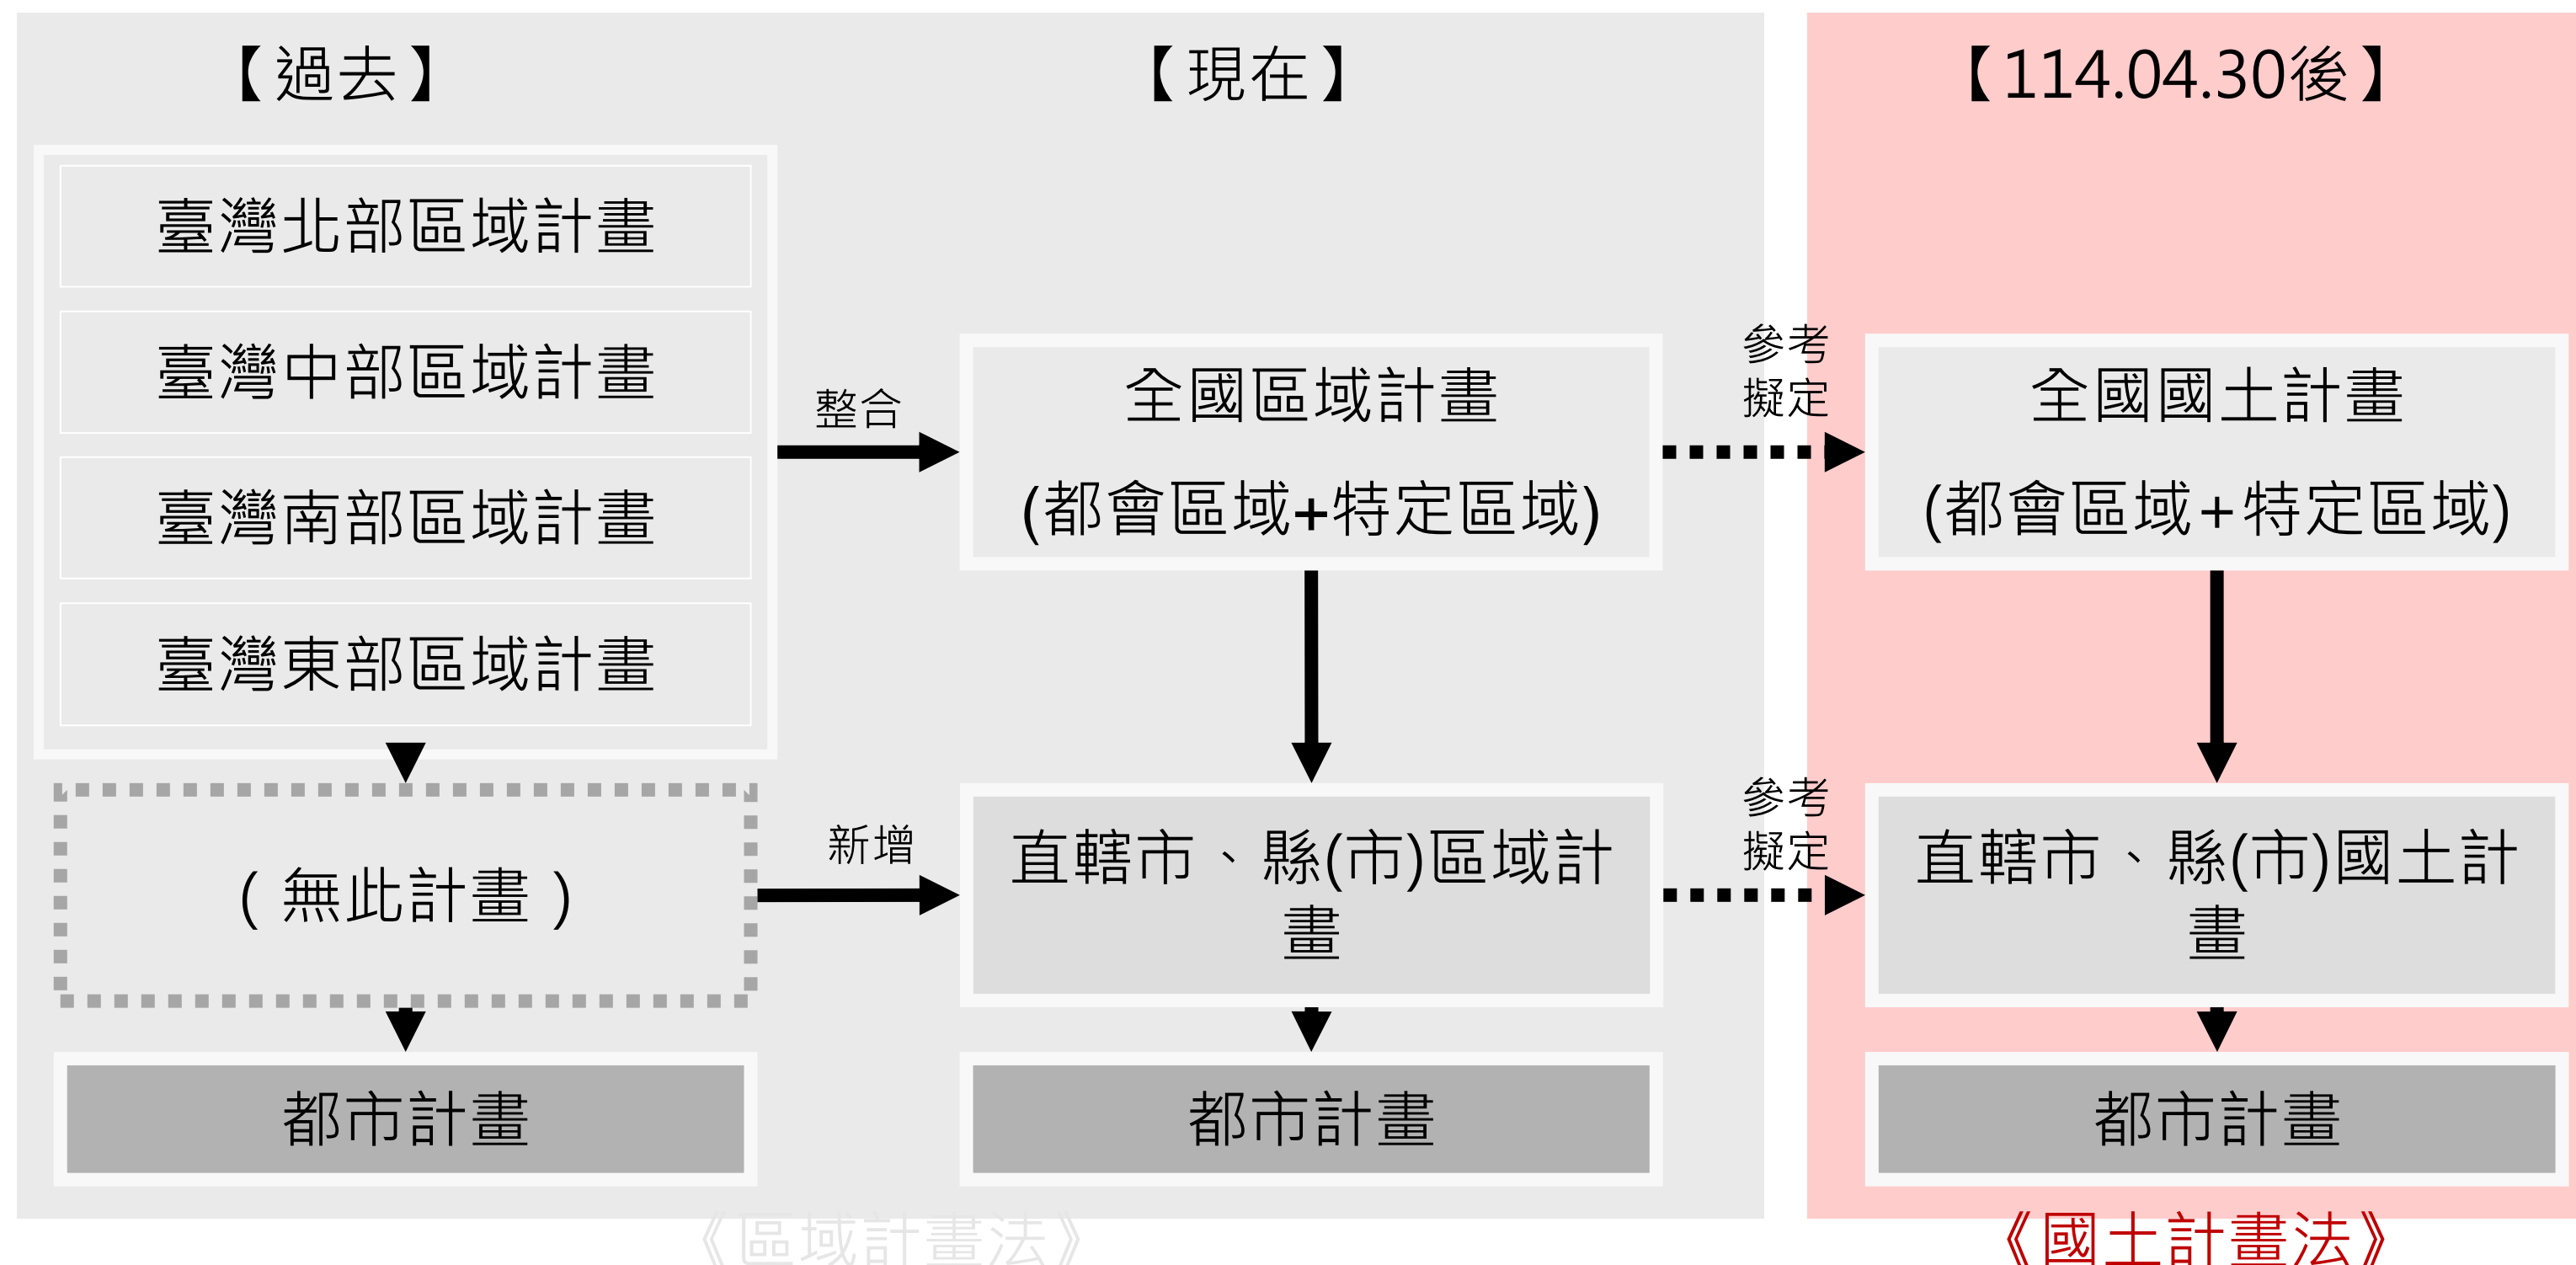 【過去】
【現在】
【114.04.30後】
臺灣北部區域計畫
臺灣中部區域計畫
臺灣南部區域計畫
臺灣東部區域計畫
整合
全國區域計畫
(都會區域+特定區域)
參考
擬定
全國國土計畫
(都會區域+特定區域)
( 無此計畫 )
新增
直轄市、縣(市)區域計
畫
參考
擬定
直轄市、縣(市)國土計
畫
都市計畫
都市計畫
都市計畫
《區域計畫法》
《國土計畫法》